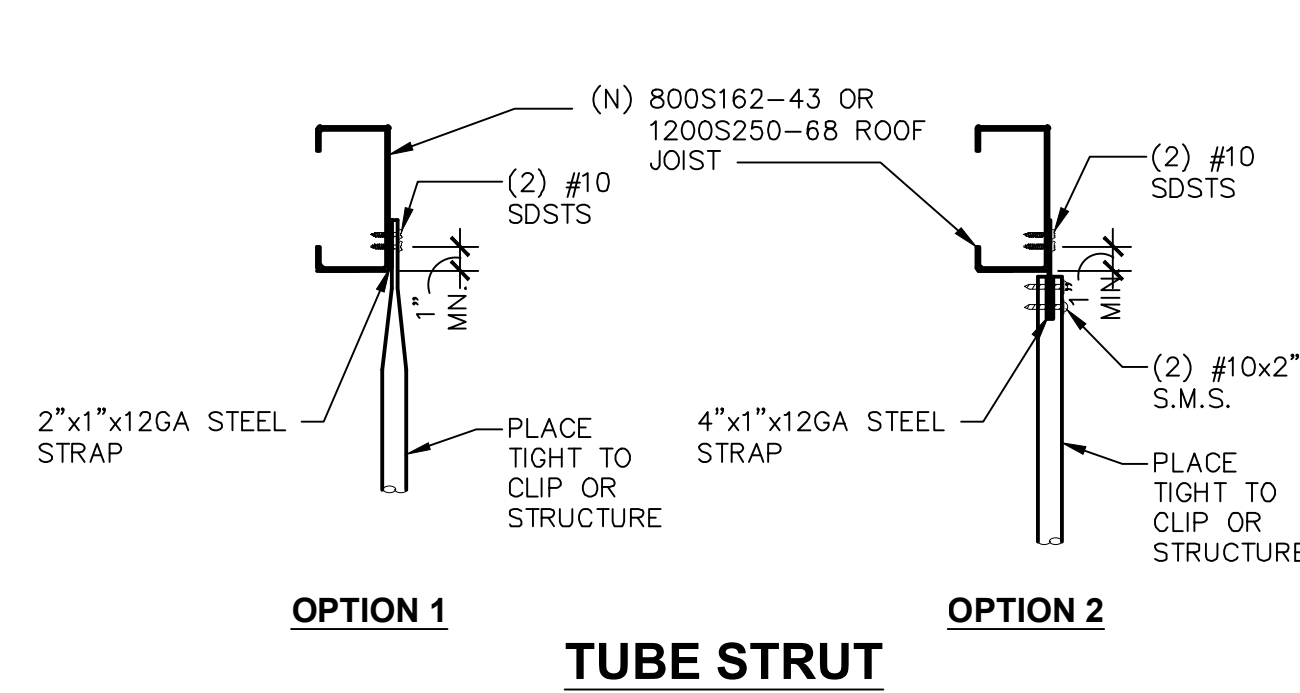 (N) 800S162-43 OR
1200S250-68 ROOF
JOIST
(2) #10
SDSTS
1"
MN.
2"x1"x12GA STEEL
STRAP
PLACE
TIGHT TO
CLIP OR
STRUCTURE
OPTION 1
(2) #10
SDSTS
1"
MIN
(2) #10x2"
S.M.S.
4"x1"x12GA STEEL
STRAP
PLACE
TIGHT TO
CLIP OR
STRUCTURE
OPTION 2
TUBE STRUT